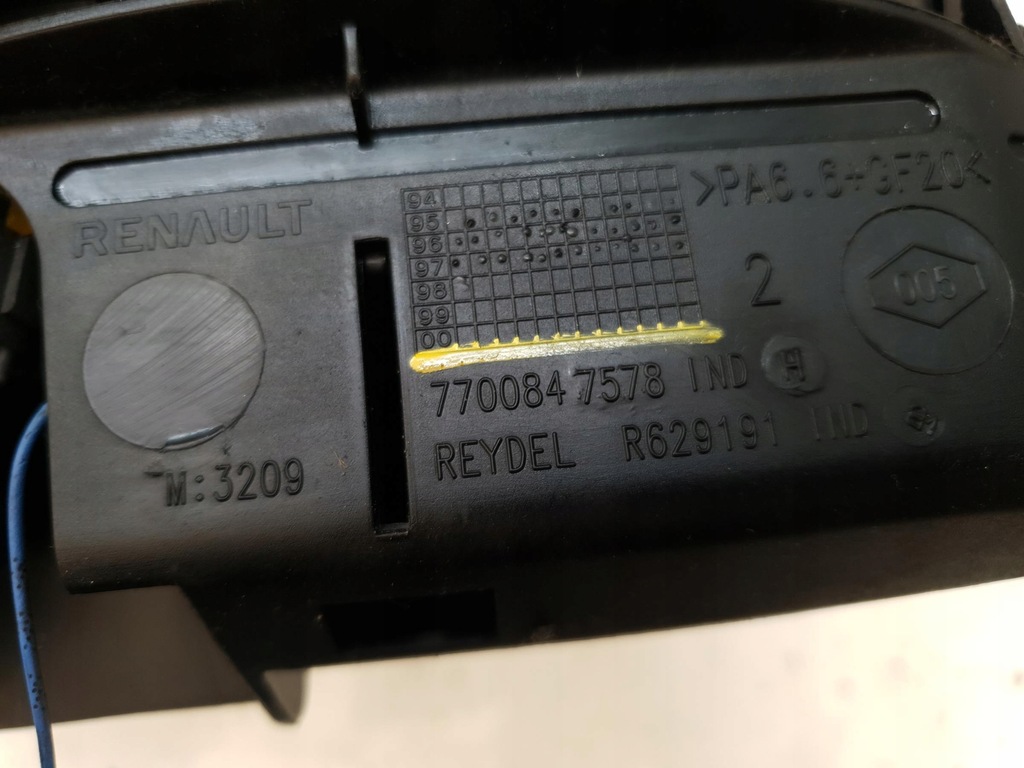 >PA6.6+GF20<
RENAULT
94
95
96
97
98
99
00
2
005
7700847578 IND H
REYDEL R629191 IND
M:3209